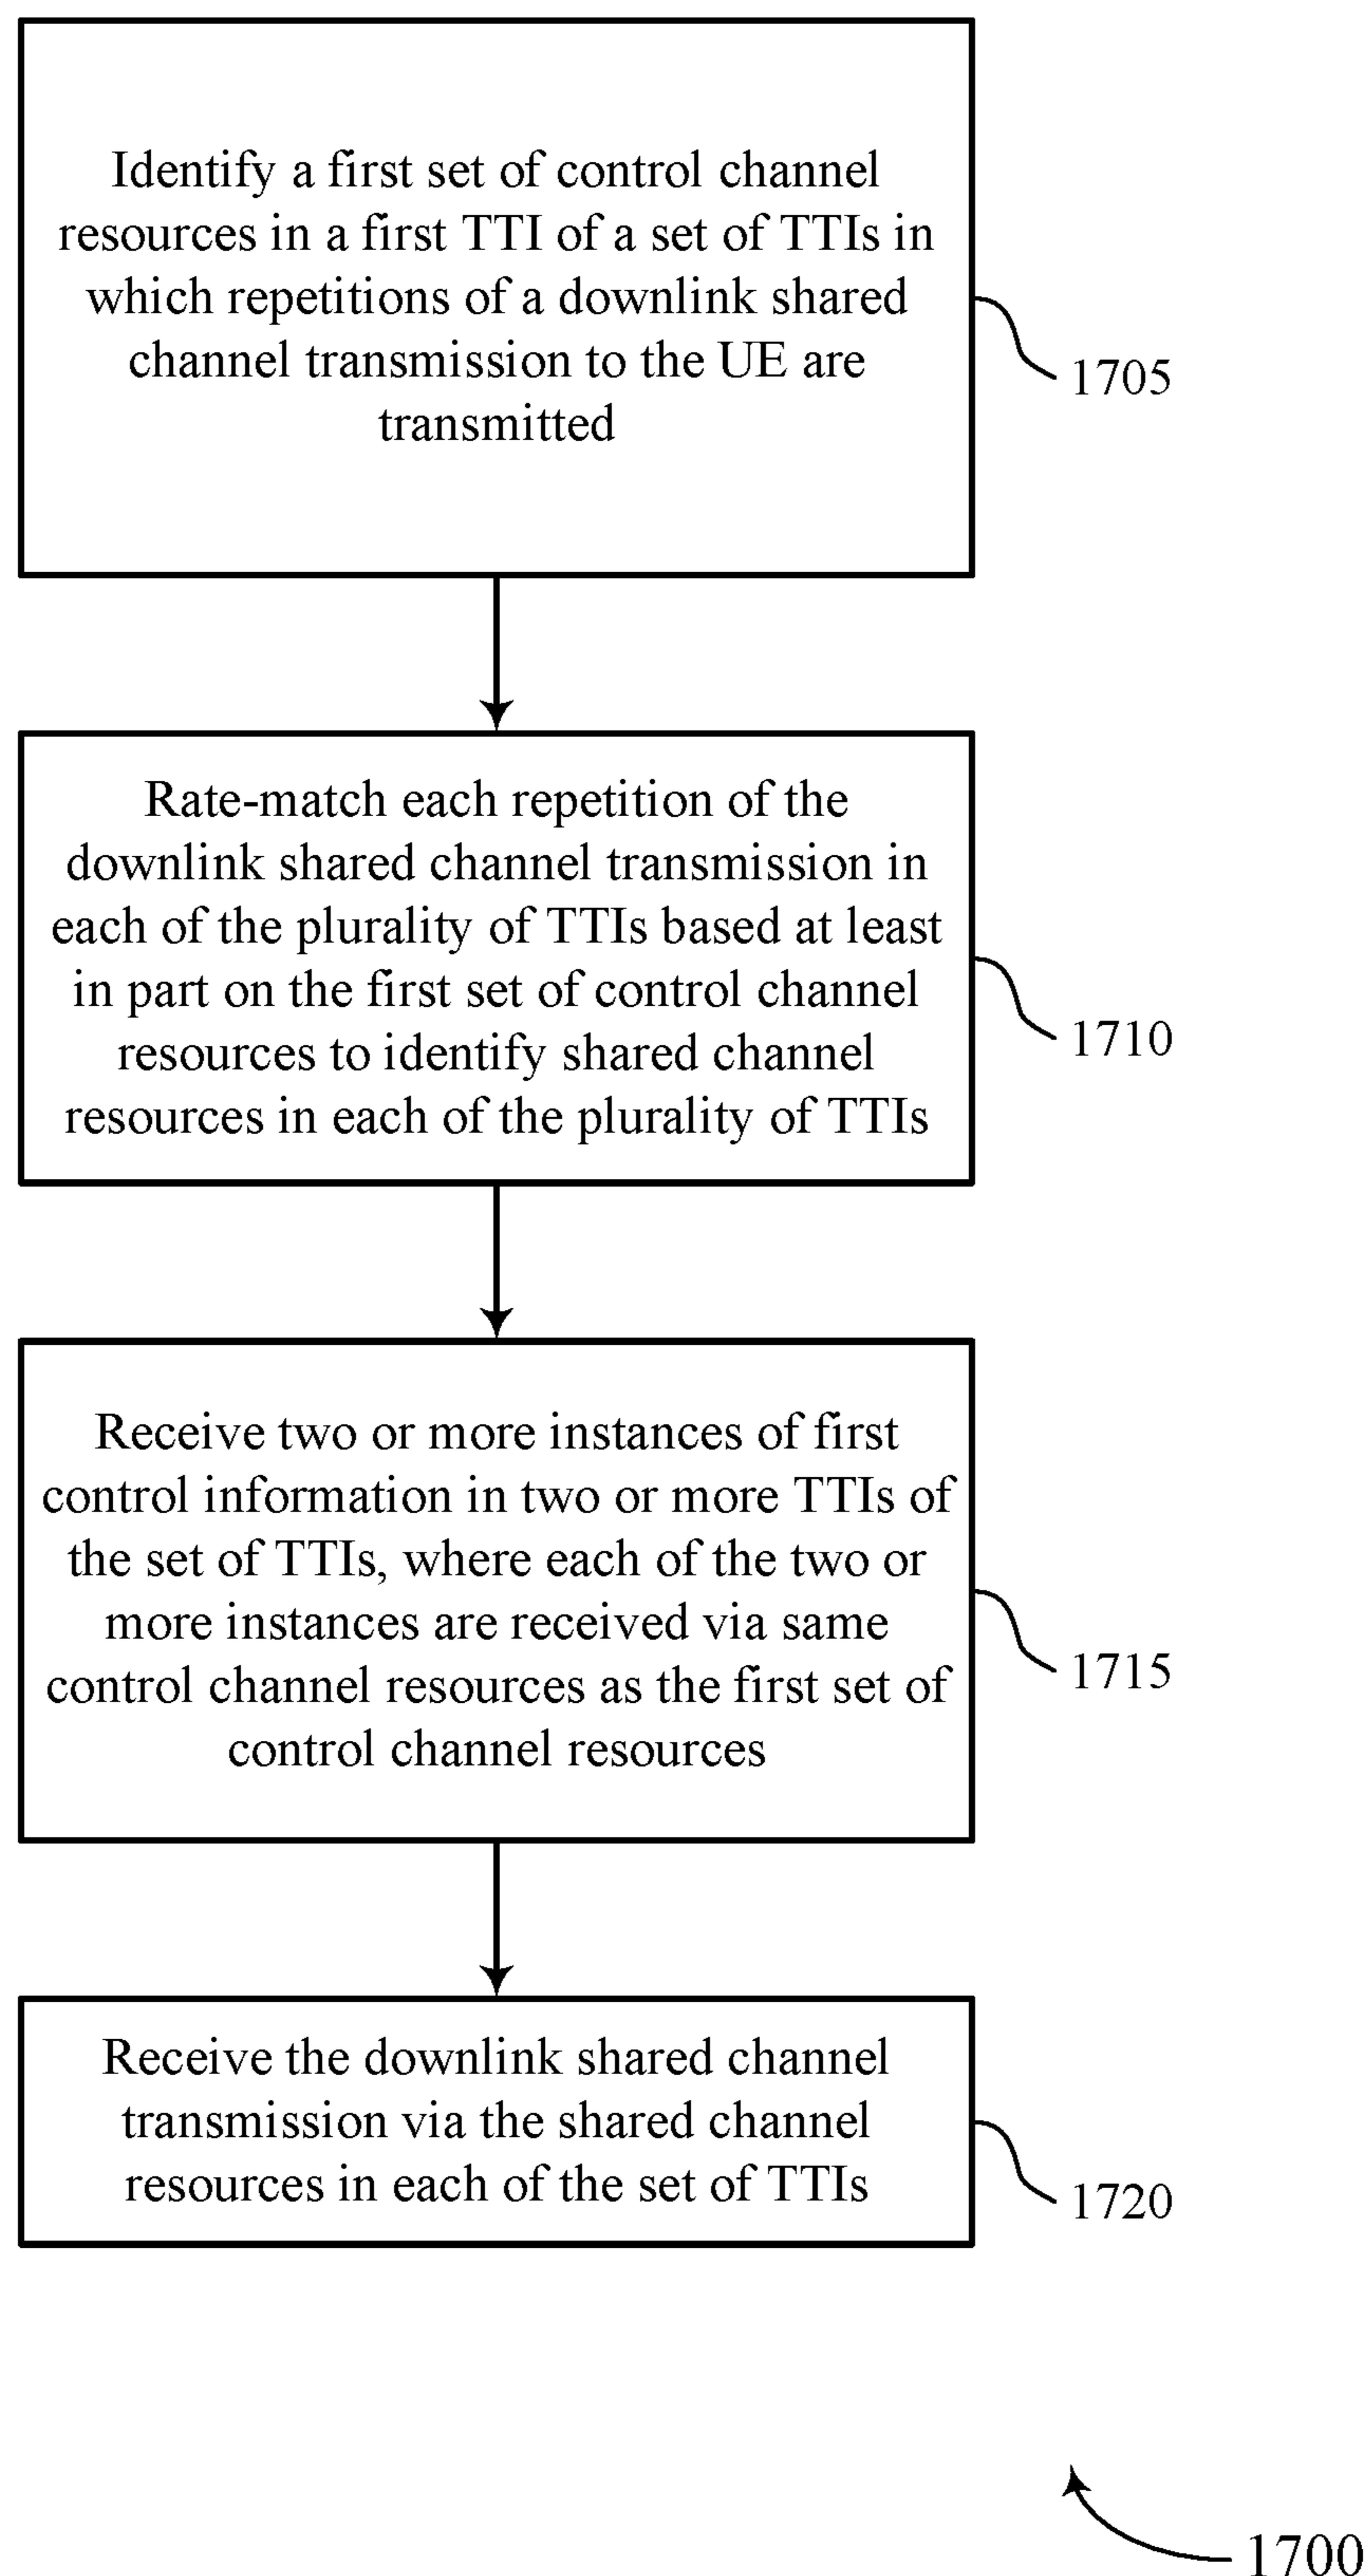 Identify a first set of control channel
resources in a first TTI of a set of TTIs in
which repetitions of a downlink shared
channel transmission to the UE are
transmitted
1705
Rate-match each repetition of the
downlink shared channel transmission in
each of the plurality of TTIs based at least
in part on the first set of control channel
resources to identify shared channel
resources in each of the plurality of TTIs
1710
Receive two or more instances of first
control information in two or more TTIs of
the set of TTIs, where each of the two or
more instances are received via same
control channel resources as the first set of
control channel resources
1715
Receive the downlink shared channel
transmission via the shared channel
resources in each of the set of TTIs
1720
1700